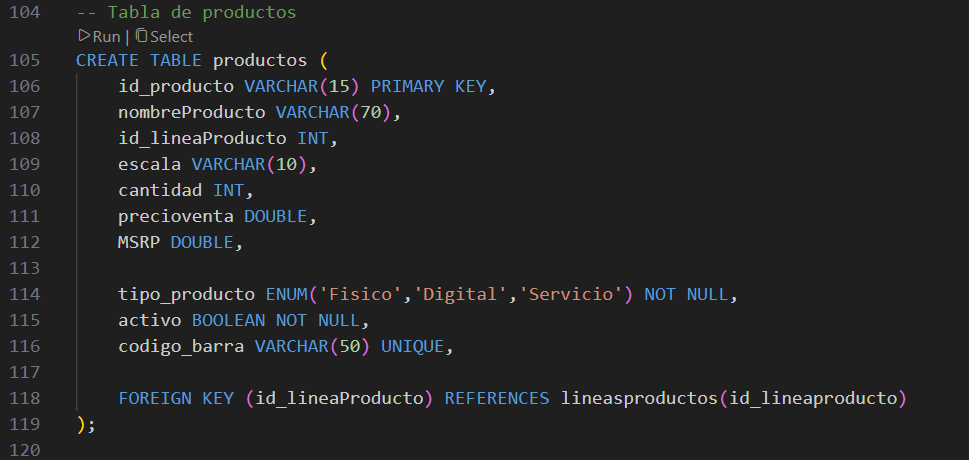 104 -- Tabla de productos
Run | Select
105 CREATE TABLE productos (
106 id_producto VARCHAR(15) PRIMARY KEY,
107 nombreProducto VARCHAR(70),
108 id_lineaProducto INT,
109 escala VARCHAR(10),
110 cantidad INT,
111 precioventa DOUBLE,
112 MSRP DOUBLE,
113
114 tipo_producto ENUM('Fisico','Digital','Servicio') NOT NULL,
115 activo BOOLEAN NOT NULL,
116 codigo_barra VARCHAR(50) UNIQUE,
117
118 FOREIGN KEY (id_lineaProducto) REFERENCES lineasproductos(id_lineaproducto)
119 );
120